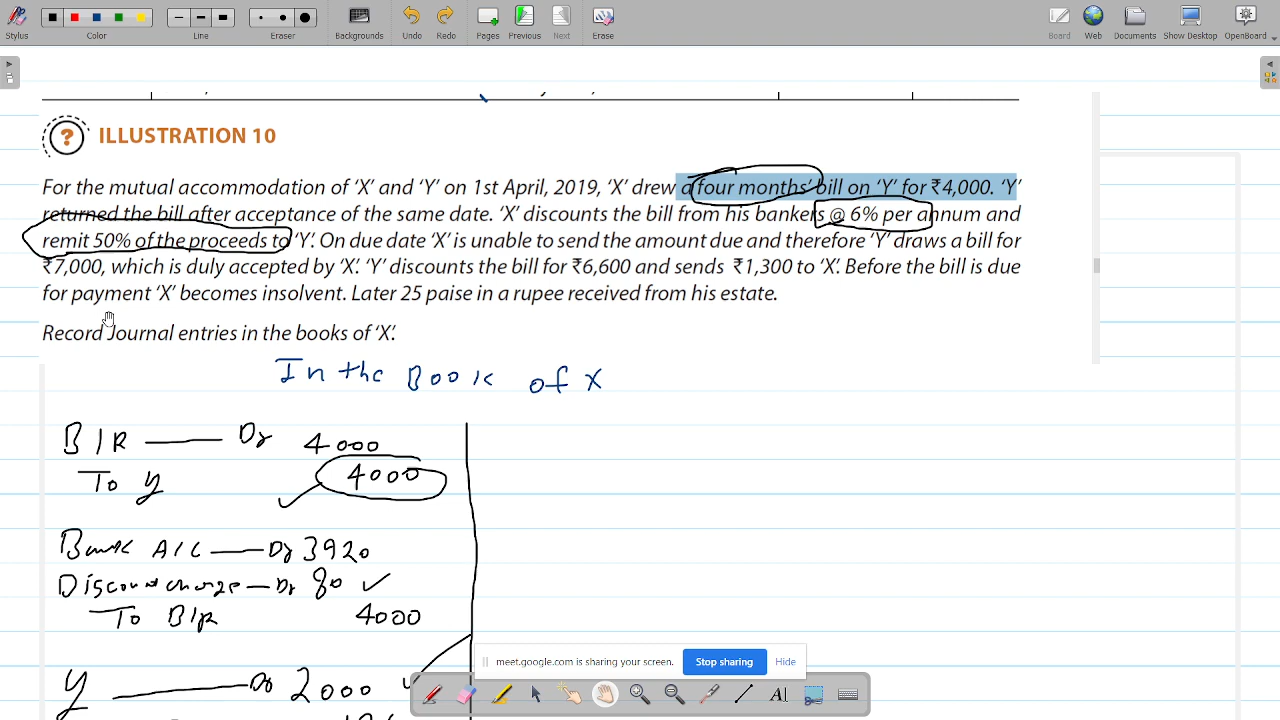 Stylus Color Line Eraser Backgrounds Undo Redo Pages Previous Next Erase Board Web Documents Show Desktop OpenBoard
? ILLUSTRATION 10
For the mutual accommodation of ‘X’ and ‘Y’ on 1st April, 2019, ‘X’ drew a four months’ bill on ‘Y’ for ₹4,000. ‘Y’
returned the bill after acceptance of the same date. ‘X’ discounts the bill from his bankers @ 6% per annum and
remit 50% of the proceeds to ‘Y’. On due date ‘X’ is unable to send the amount due and therefore ‘Y’ draws a bill for
₹7,000, which is duly accepted by ‘X’. ‘Y’ discounts the bill for ₹6,600 and sends ₹1,300 to ‘X’. Before the bill is due
for payment ‘X’ becomes insolvent. Later 25 paise in a rupee received from his estate.
Record Journal entries in the books of ‘X’.
In the Book of X
B/R Dr 4000
To Y 4000
Bank A/C Dr 3920
Discount charge Dr 80
To B/R 4000
meet.google.com is sharing your screen. Stop sharing Hide
Y Dr 2000
AI